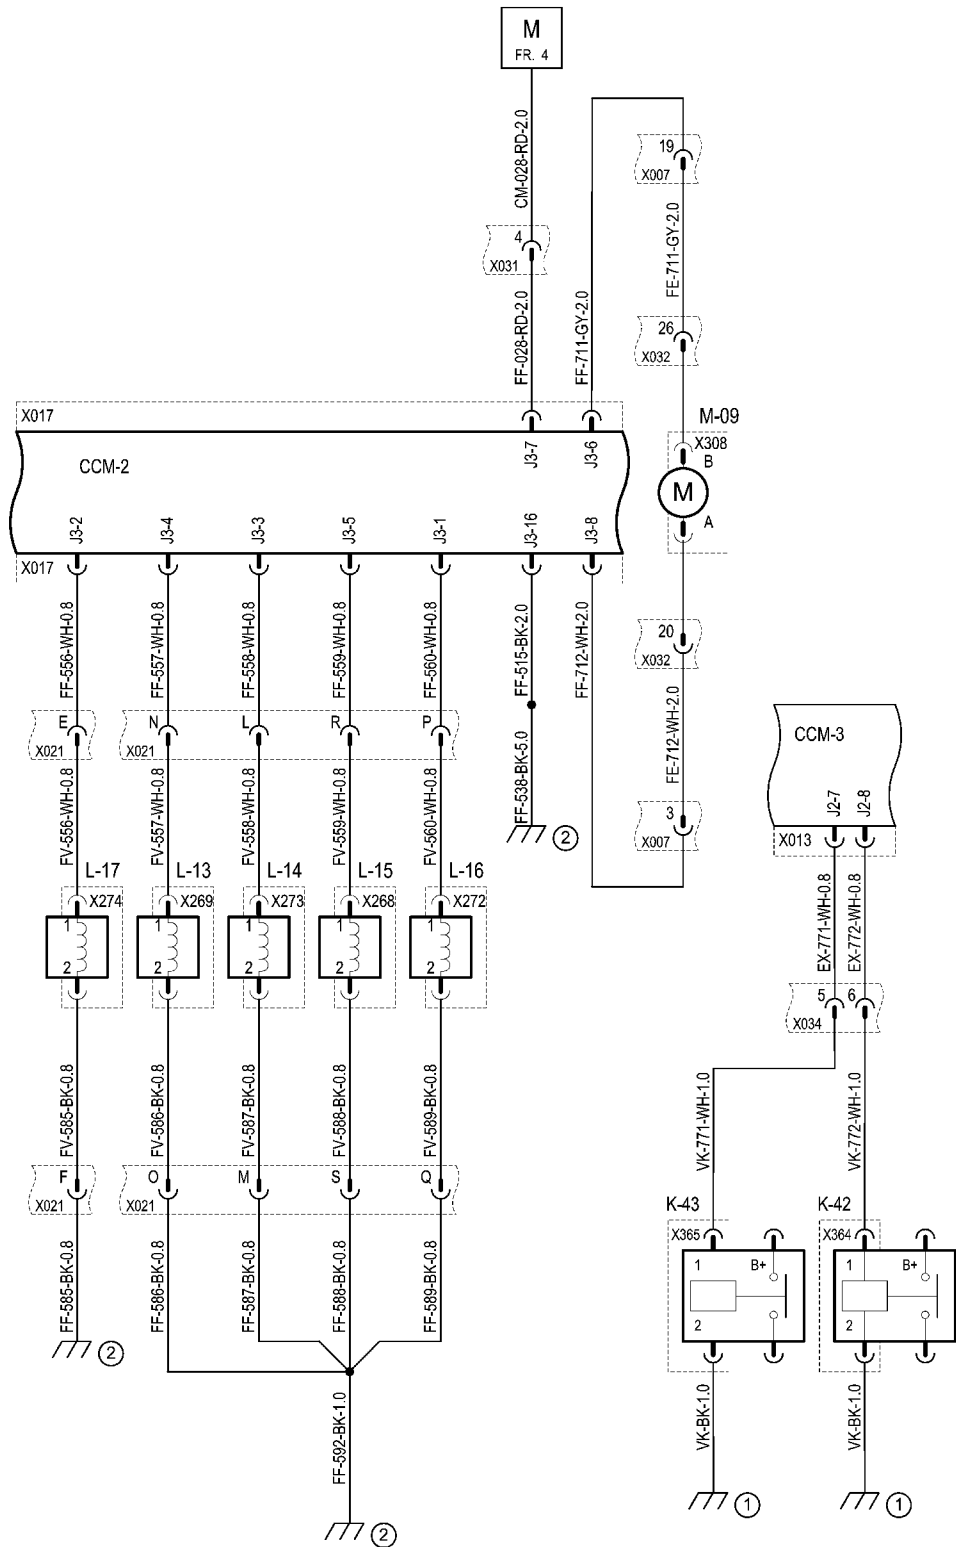 M
FR. 4
CM-028-RD-2.0
4
X031
FF-028-RD-2.0
FF-711-GY-2.0
19
X007
FE-711-GY-2.0
26
X032
M-09
X308
B
M
A
X017
CCM-2
J3-7
J3-6
J3-2
J3-4
J3-3
J3-5
J3-1
J3-16
J3-8
X017
FF-556-WH-0.8
FF-557-WH-0.8
FF-558-WH-0.8
FF-559-WH-0.8
FF-560-WH-0.8
FF-515-BK-2.0
FF-712-WH-2.0
20
X032
FE-712-WH-2.0
3
X007
E
X021
N
L
R
P
X021
FF-538-BK-5.0
2
FV-556-WH-0.8
FV-557-WH-0.8
FV-558-WH-0.8
FV-559-WH-0.8
FV-560-WH-0.8
L-17
L-13
L-14
L-15
L-16
X274
X269
X273
X268
X272
1
1
1
1
1
2
2
2
2
2
FV-585-BK-0.8
FV-586-BK-0.8
FV-587-BK-0.8
FV-588-BK-0.8
FV-589-BK-0.8
F
X021
O
M
S
Q
X021
FF-585-BK-0.8
FF-586-BK-0.8
FF-587-BK-0.8
FF-588-BK-0.8
FF-589-BK-0.8
2
FF-592-BK-1.0
2
CCM-3
J2-7
J2-8
X013
EX-771-WH-0.8
EX-772-WH-0.8
5
6
X034
VK-771-WH-1.0
VK-772-WH-1.0
K-43
K-42
X365
X364
1
B+
2
1
B+
2
VK-BK-1.0
VK-BK-1.0
1
1